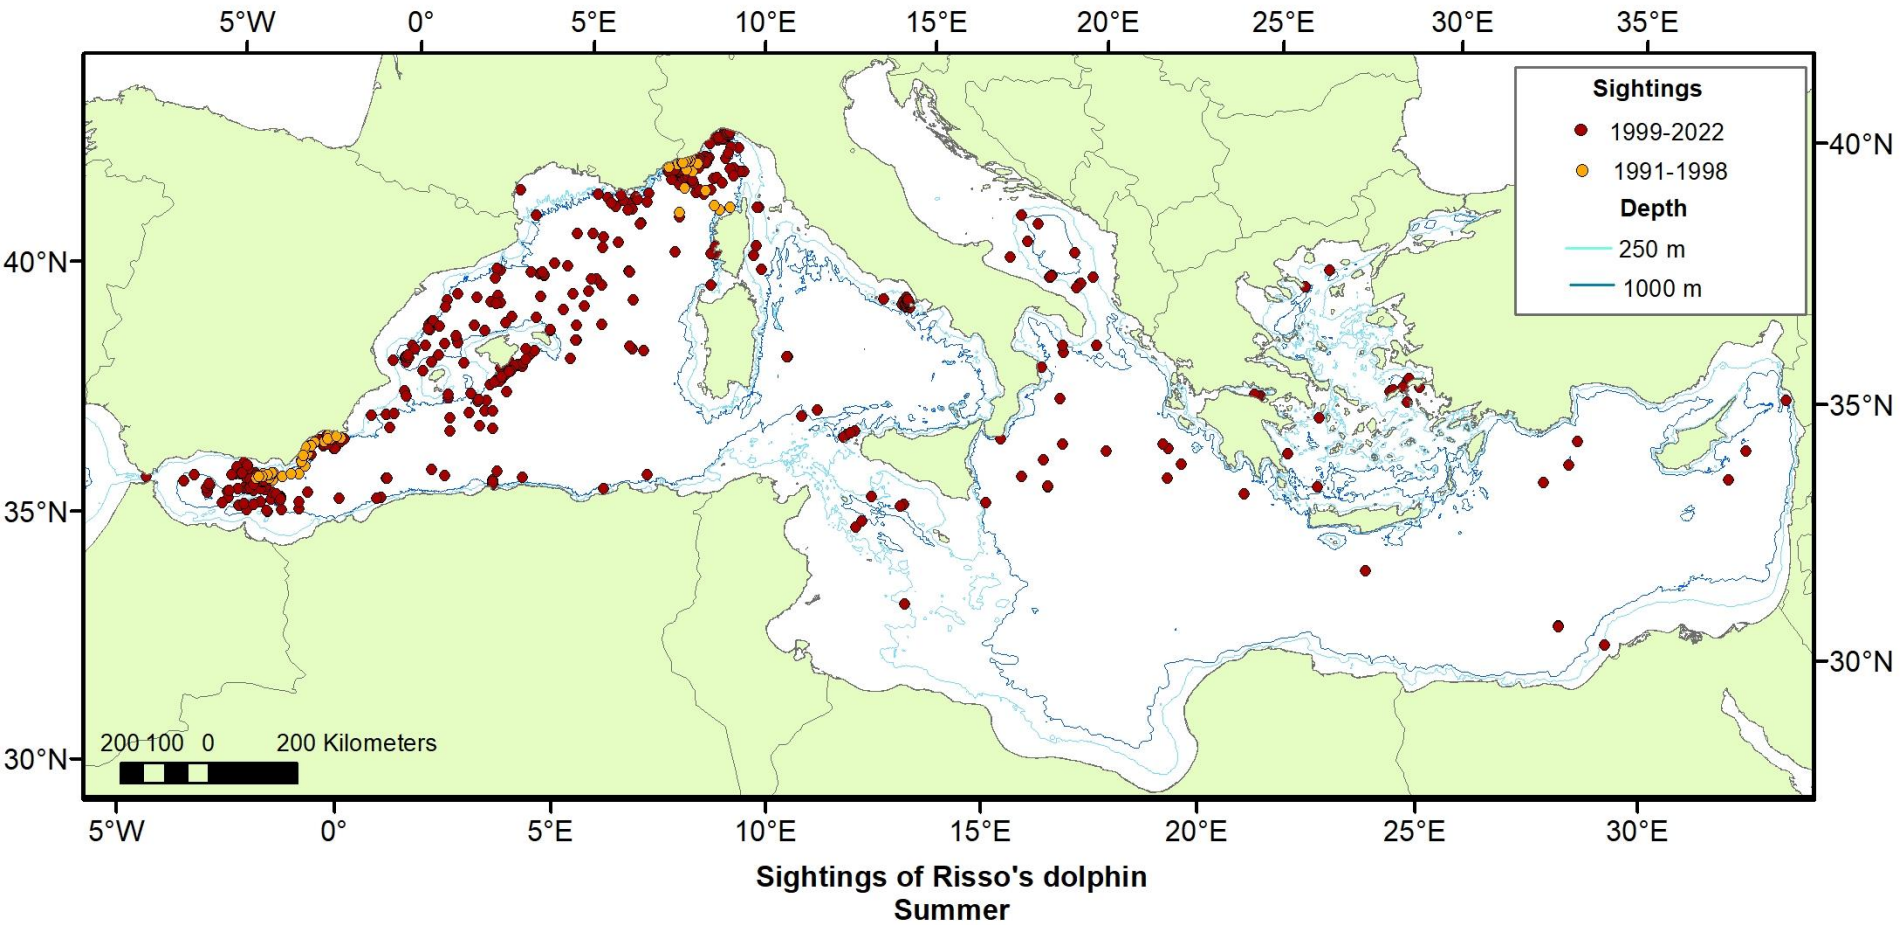 5°W 0° 5°E 10°E 15°E 20°E 25°E 30°E 35°E
Sightings
1999-2022
1991-1998
Depth
250 m
1000 m
40°N
40°N
35°N
35°N
30°N
30°N
200 100 0 200 Kilometers
5°W 0° 5°E 10°E 15°E 20°E 25°E 30°E
Sightings of Risso's dolphin
Summer